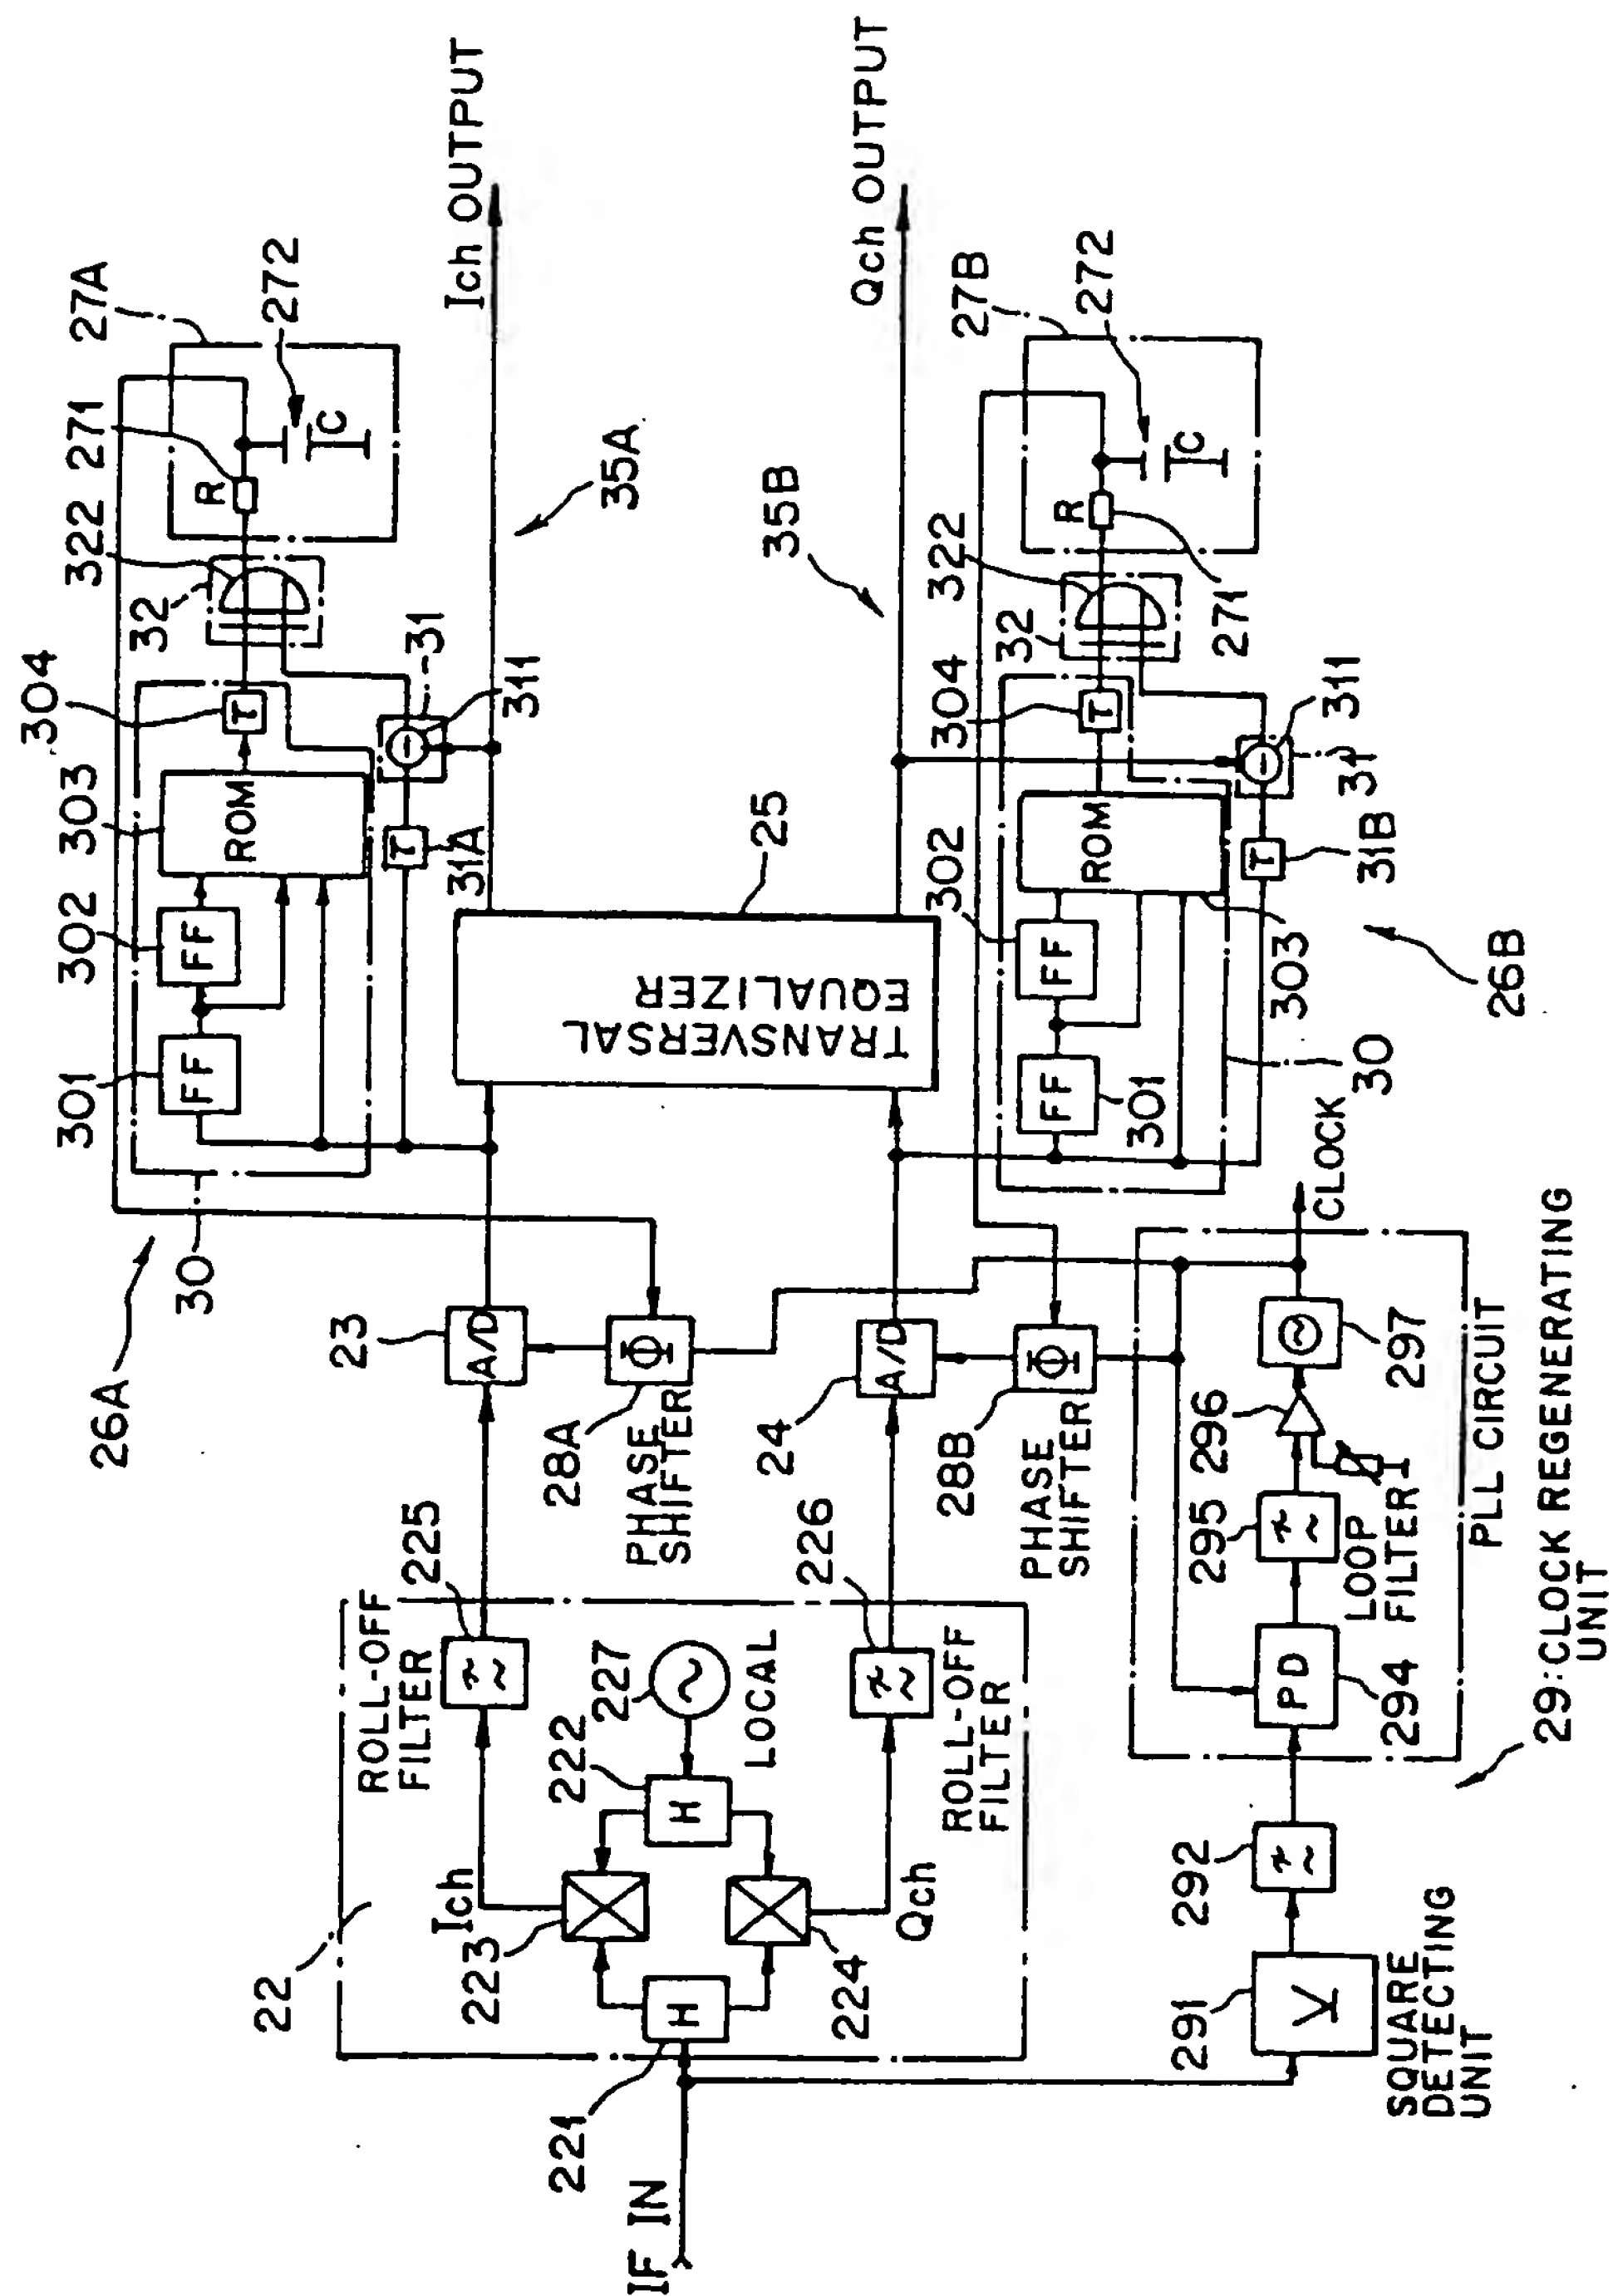 26A
30
301
FF
302
FF
303
ROM
304
T
32
322
271
R
27A
272
C
31
311
31A
T
Ich OUTPUT
35A
23
A/D
28A
PHASE
SHIFTER
25
TRANSVERSAL
EQUALIZER
35B
Qch OUTPUT
22
ROLL-OFF
FILTER
225
Ich
223
222
H
227
LOCAL
221
H
IF IN
224
Qch
226
ROLL-OFF
FILTER
24
A/D
28B
PHASE
SHIFTER
301
FF
302
FF
303
ROM
304
T
32
322
271
R
27B
272
C
31
311
31B
T
30
26B
CLOCK
SQUARE
DETECTING
UNIT
291
292
PD
294
295
LOOP
FILTER
296
297
PLL CIRCUIT
29:CLOCK REGENERATING
UNIT